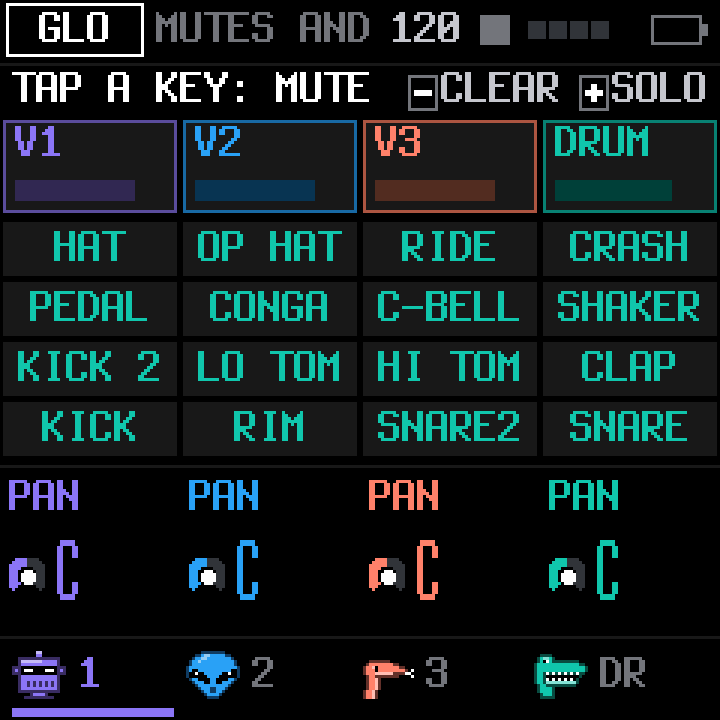 GLO MUTES AND 120
TAP A KEY: MUTE -CLEAR +SOLO
V1 V2 V3 DRUM
HAT OP HAT RIDE CRASH
PEDAL CONGA C-BELL SHAKER
KICK 2 LO TOM HI TOM CLAP
KICK RIM SNARE2 SNARE
PAN PAN PAN PAN
C C C C
1 2 3 DR